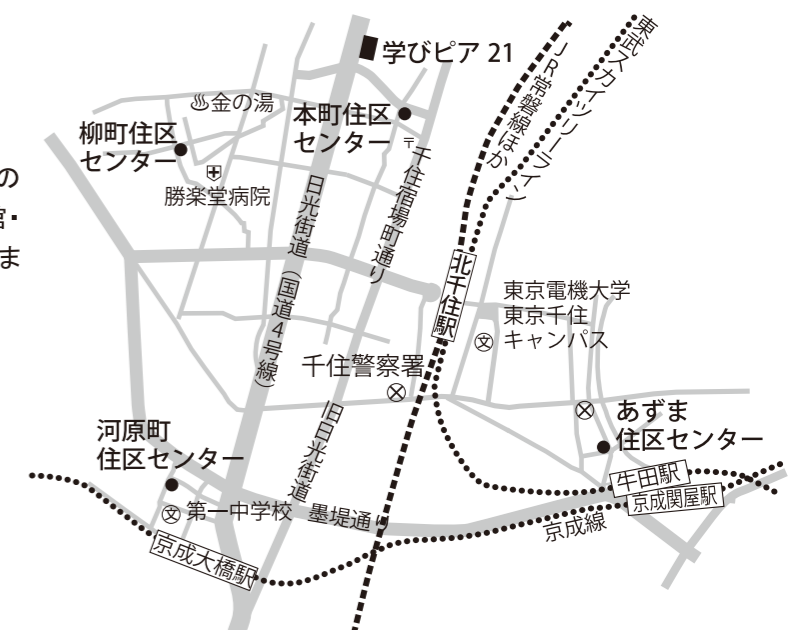 学びピア 21
東武スカイツリーライン
JR常磐線ほか
金の湯
本町住区
センター
柳町住区
センター
の
ま
勝楽堂病院
千住宿場町通り
日光街道（国道4号線）
北千住駅
東京電機大学
東京千住
キャンパス
文
千住警察署
旧日光街道
河原町
住区センター
あずま
住区センター
牛田駅
京成関屋駅
文
第一中学校
墨堤通り
京成線
京成大橋駅